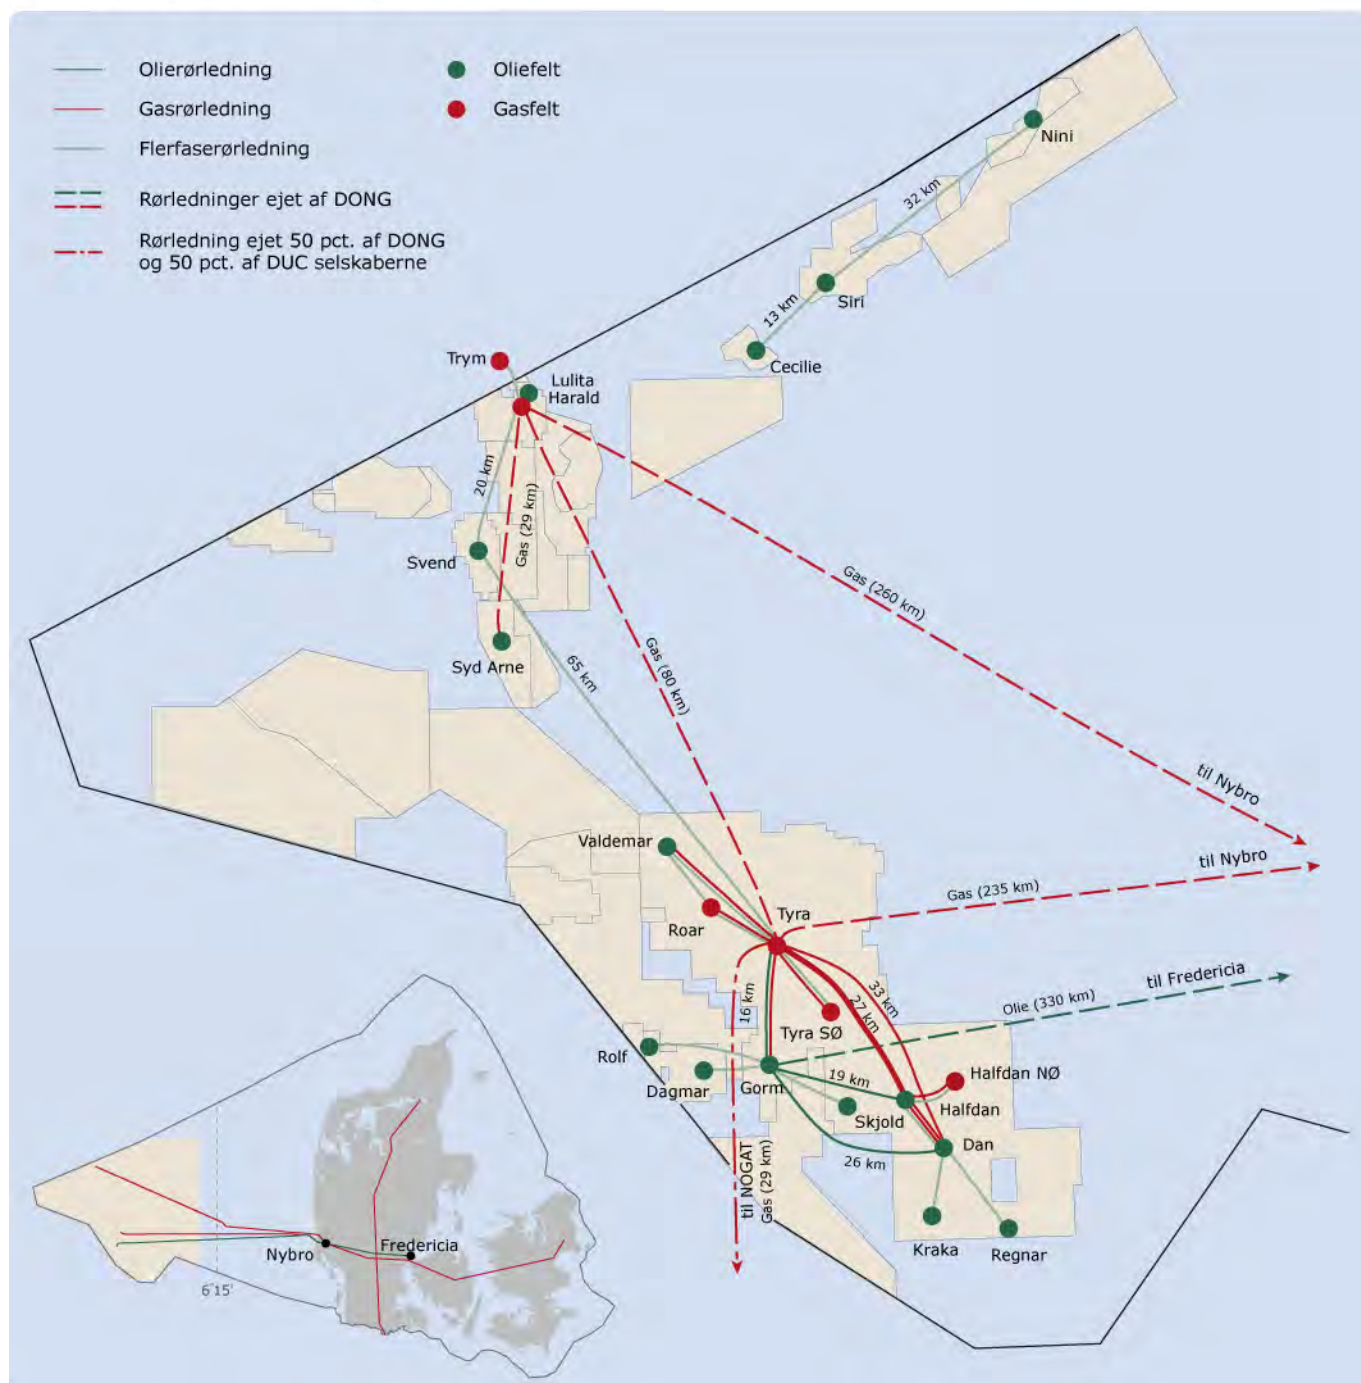 Olierørledning
Gasrørledning
Flerfaserørledning
Rørledninger ejet af DONG
Rørledning ejet 50 pct. af DONG
og 50 pct. af DUC selskaberne
Oliefelt
Gasfelt
Nini
32 km
Siri
13 km
Cecilie
Trym
Lulita
Harald
20 km
Gas (29 km)
Svend
Syd Arne
65 km
Gas (80 km)
Gas (260 km)
til Nybro
til Nybro
Gas (235 km)
Valdemar
Roar
Tyra
til Fredericia
Olie (330 km)
16 km
33 km
27 km
Tyra SØ
Rolf
Dagmar
Gorm
19 km
Skjold
Halfdan NØ
Halfdan
Dan
26 km
til NOGAT
Gas (29 km)
Kraka
Regnar
Nybro
Fredericia
6°15'